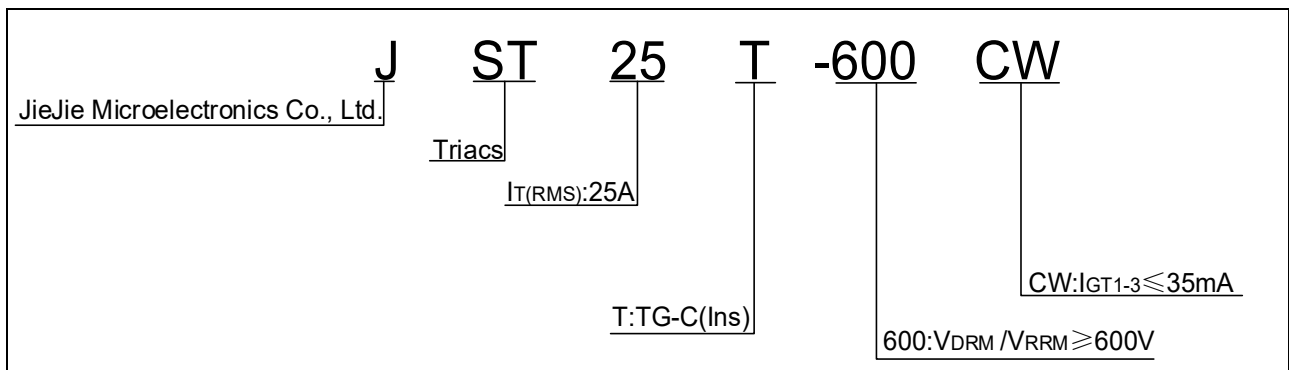 J ST 25 T -600 CW
JieJie Microelectronics Co., Ltd.
Triacs
IT(RMS):25A
CW:IGT1-3≤35mA
T:TG-C(Ins)
600:VDRM /VRRM≥600V